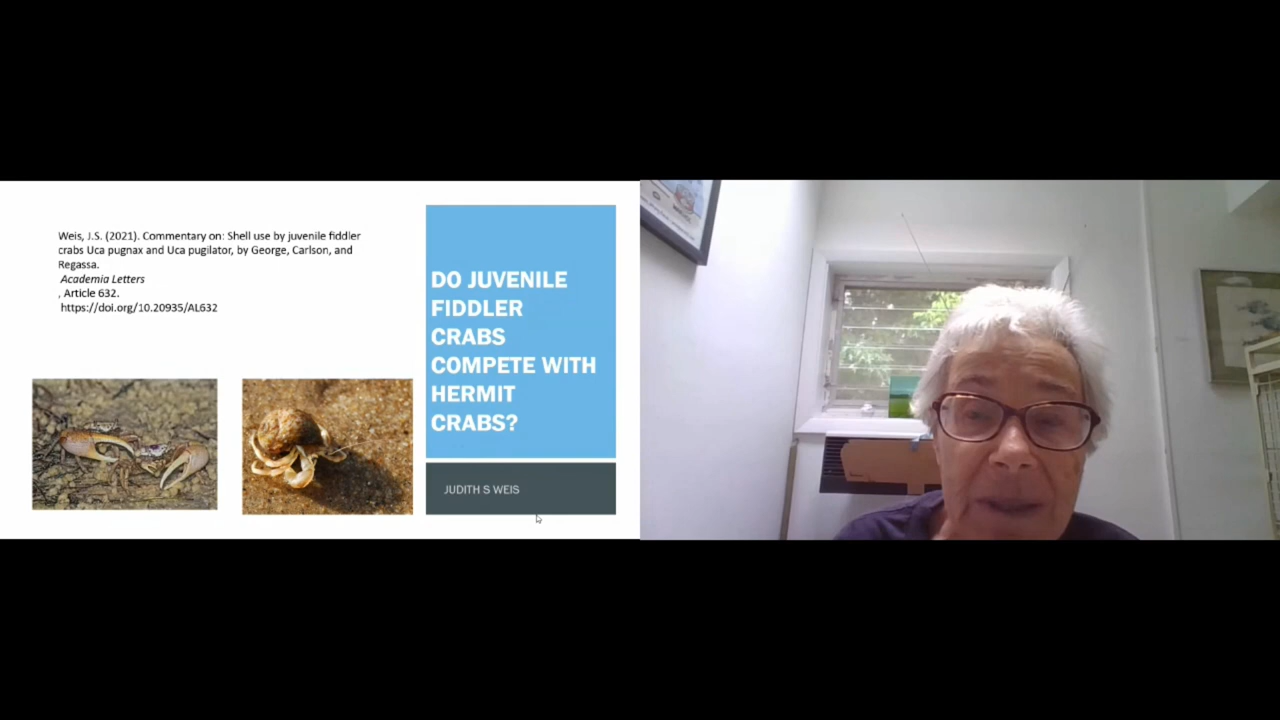 Weis, J.S. (2021). Commentary on: Shell use by juvenile fiddler
crabs Uca pugnax and Uca pugilator, by George, Carlson, and
Regassa.
Academia Letters
, Article 632.
https://doi.org/10.20935/AL632
DO JUVENILE
FIDDLER
CRABS
COMPETE WITH
HERMIT
CRABS?
JUDITH S WEIS